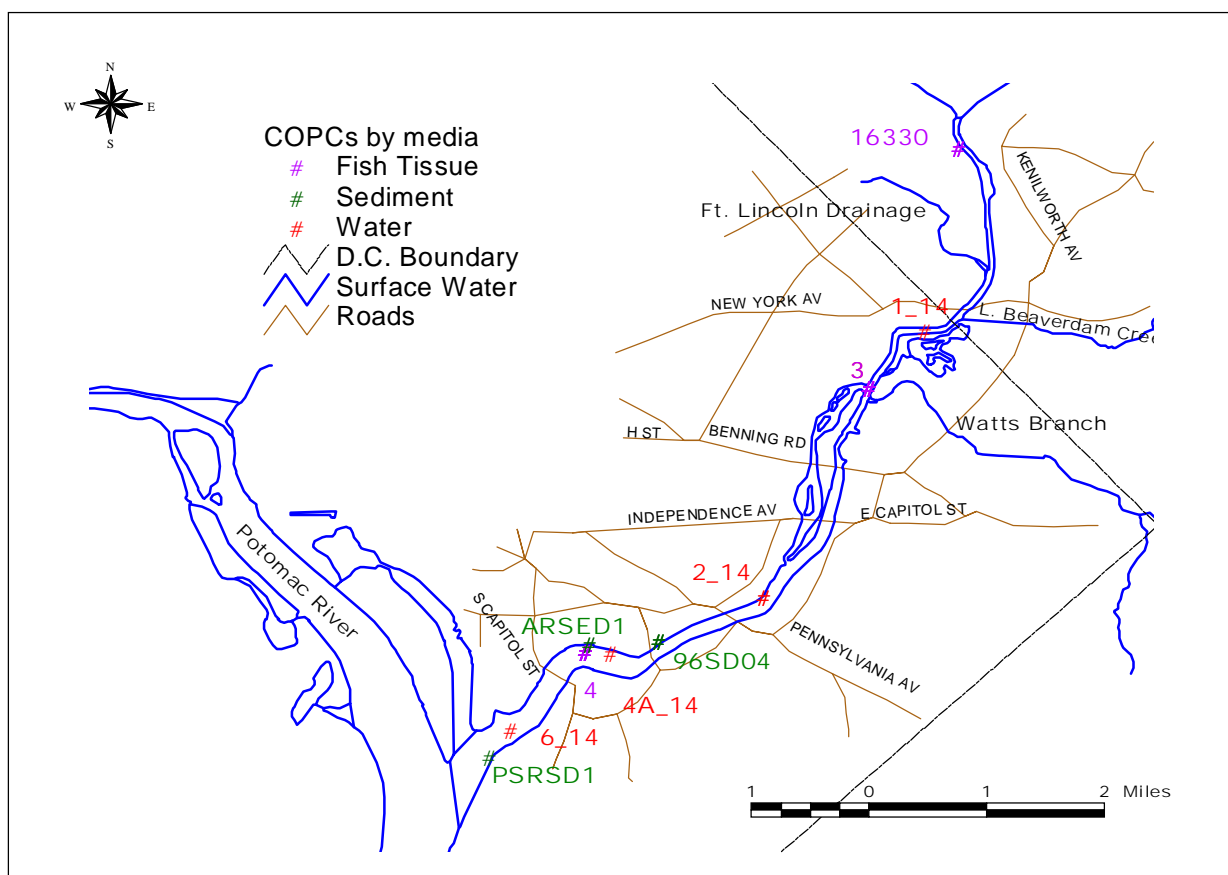 N
W E
S
COPCs by media
# Fish Tissue
# Sediment
# Water
D.C. Boundary
Surface Water
Roads
16330
#
KENILWORTH AV
Ft. Lincoln Drainage
NEW YORK AV
1_14
#
L. Beaverdam Cree
3
#
H ST
BENNING RD
Watts Branch
INDEPENDENCE AV
E CAPITOL ST
Potomac River
2_14
#
S CAPITOL ST
ARSED1
#
#
#
#
96SD04
PENNSYLVANIA AV
4
4A_14
#
6_14
#
PSRSD1
1 0 1 2 Miles